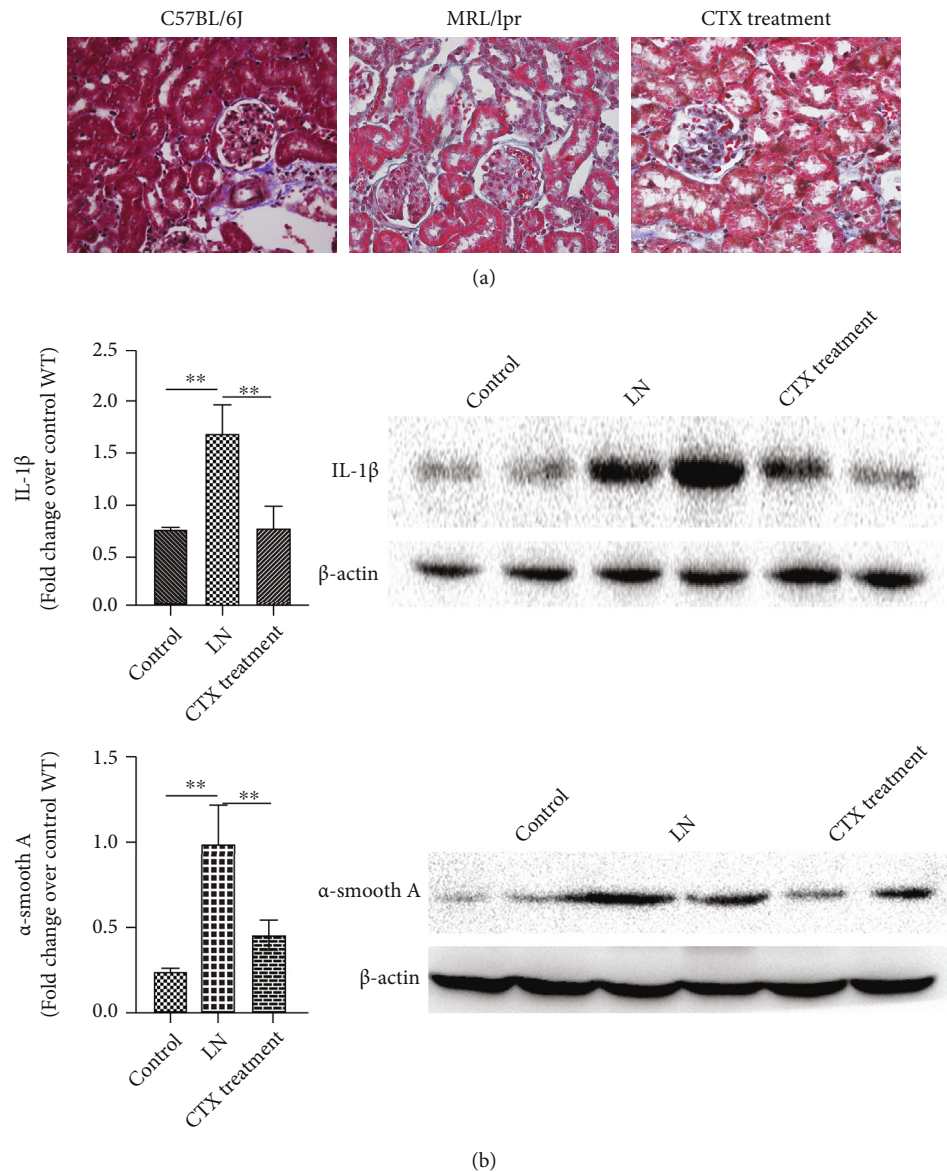 C57BL/6J
MRL/lpr
CTX treatment
(a)
IL-1β
(Fold change over control WT)
2.5
2.0
1.5
1.0
0.5
0.0
**
**
Control
LN
CTX treatment
Control
LN
CTX treatment
IL-1β
β-actin
α-smooth A
(Fold change over control WT)
1.5
1.0
0.5
0.0
**
**
Control
LN
CTX treatment
Control
LN
CTX treatment
α-smooth A
β-actin
(b)